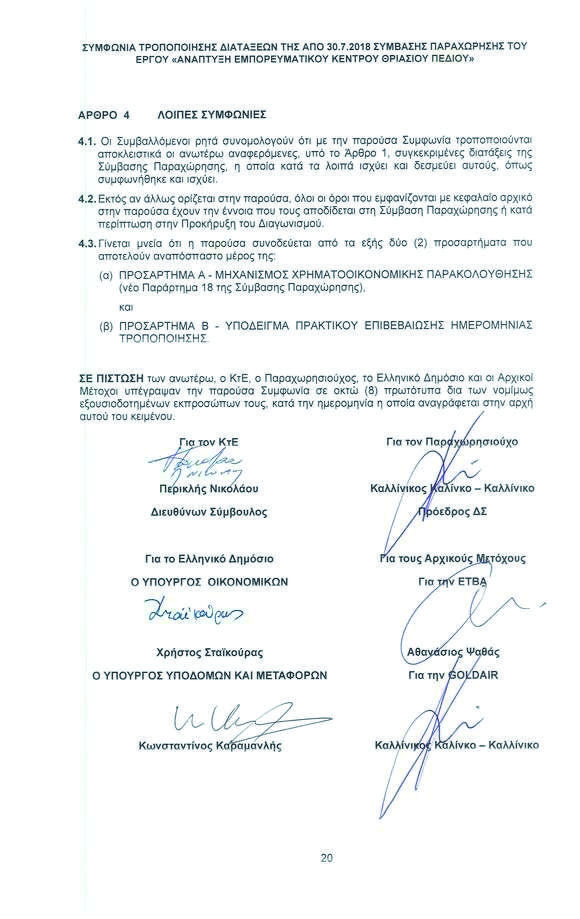 ΣΥΜΦΩΝΙΑ ΤΡΟΠΟΠΟΙΗΣΗΣ ΔΙΑΤΑΞΕΩΝ ΤΗΣ ΑΠΟ 30.7.2018 ΣΥΜΒΑΣΗΣ ΠΑΡΑΧΩΡΗΣΗΣ ΤΟΥ
ΕΡΓΟΥ «ΑΝΑΠΤΥΞΗ ΕΜΠΟΡΕΥΜΑΤΙΚΟΥ ΚΕΝΤΡΟΥ ΘΡΙΑΣΙΟΥ ΠΕΔΙΟΥ»
ΑΡΘΡΟ 4 ΛΟΙΠΕΣ ΣΥΜΦΩΝΙΕΣ
4.1. Οι Συμβαλλόμενοι ρητά συνομολογούν ότι με την παρούσα Συμφωνία τροποποιούνται
αποκλειστικά οι ανωτέρω αναφερόμενες, υπό το Άρθρο 1, συγκεκριμένες διατάξεις της
Σύμβασης Παραχώρησης, η οποία κατά τα λοιπά ισχύει και δεσμεύει αυτούς, όπως
συμφωνήθηκε και ισχύει.
4.2. Εκτός αν άλλως ορίζεται στην παρούσα, όλοι οι όροι που εμφανίζονται με κεφαλαίο αρχικό
στην παρούσα έχουν την έννοια που τους αποδίδεται στη Σύμβαση Παραχώρησης ή κατά
περίπτωση στην Προκήρυξη του Διαγωνισμού.
4.3. Γίνεται μνεία ότι η παρούσα συνοδεύεται από τα εξής δύο (2) προσαρτήματα που
αποτελούν αναπόσπαστο μέρος της:
(α) ΠΡΟΣΑΡΤΗΜΑ Α - ΜΗΧΑΝΙΣΜΟΣ ΧΡΗΜΑΤΟΟΙΚΟΝΟΜΙΚΗΣ ΠΑΡΑΚΟΛΟΥΘΗΣΗΣ
(νέο Παράρτημα 18 της Σύμβασης Παραχώρησης),
και
(β) ΠΡΟΣΑΡΤΗΜΑ Β - ΥΠΟΔΕΙΓΜΑ ΠΡΑΚΤΙΚΟΥ ΕΠΙΒΕΒΑΙΩΣΗΣ ΗΜΕΡΟΜΗΝΙΑΣ
ΤΡΟΠΟΠΟΙΗΣΗΣ.
ΣΕ ΠΙΣΤΩΣΗ των ανωτέρω, ο ΚτΕ, ο Παραχωρησιούχος, το Ελληνικό Δημόσιο και οι Αρχικοί
Μέτοχοι υπέγραψαν την παρούσα Συμφωνία σε οκτώ (8) πρωτότυπα δια των νομίμως
εξουσιοδοτημένων εκπροσώπων τους, κατά την ημερομηνία η οποία αναγράφεται στην αρχή
αυτού του κειμένου.
Για τον ΚτΕ Για τον Παραχωρησιούχο
Περικλής Νικολάου Καλλίνικος Καλίνκο – Καλλίνικο
Διευθύνων Σύμβουλος Πρόεδρος ΔΣ
Για το Ελληνικό Δημόσιο Για τους Αρχικούς Μετόχους
Ο ΥΠΟΥΡΓΟΣ ΟΙΚΟΝΟΜΙΚΩΝ Για την ΕΤΒΑ
Σταϊκούρας
Χρήστος Σταϊκούρας Αθανάσιος Ψαθάς
Ο ΥΠΟΥΡΓΟΣ ΥΠΟΔΟΜΩΝ ΚΑΙ ΜΕΤΑΦΟΡΩΝ Για την GOLDAIR
Κωνσταντίνος Καραμανλής Καλλίνικος Καλίνκο – Καλλίνικο
20